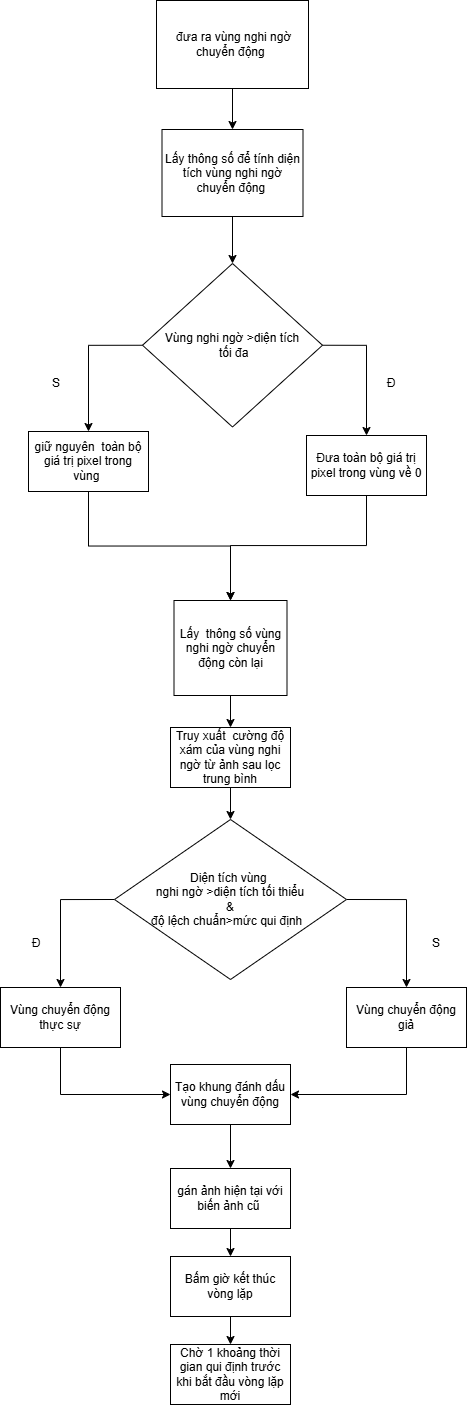 đưa ra vùng nghi ngờ
chuyển động
Lấy thông số để tính diện
tích vùng nghi ngờ
chuyển động
Vùng nghi ngờ >diện tích
tối đa
S
Đ
giữ nguyên toàn bộ
giá trị pixel trong
vùng
Đưa toàn bộ giá trị
pixel trong vùng về 0
Lấy thông số vùng
nghi ngờ chuyển
động còn lại
Truy xuất cường độ
xám của vùng nghi
ngờ từ ảnh sau lọc
trung bình
Diện tích vùng
nghi ngờ >diện tích tối thiểu
&
độ lệch chuẩn>mức qui định
Đ
S
Vùng chuyển động
thực sự
Vùng chuyển động
giả
Tạo khung đánh dấu
vùng chuyển động
gán ảnh hiện tại với
biến ảnh cũ
Bấm giờ kết thúc
vòng lặp
Chờ 1 khoảng thời
gian qui định trước
khi bắt đầu vòng lặp
mới